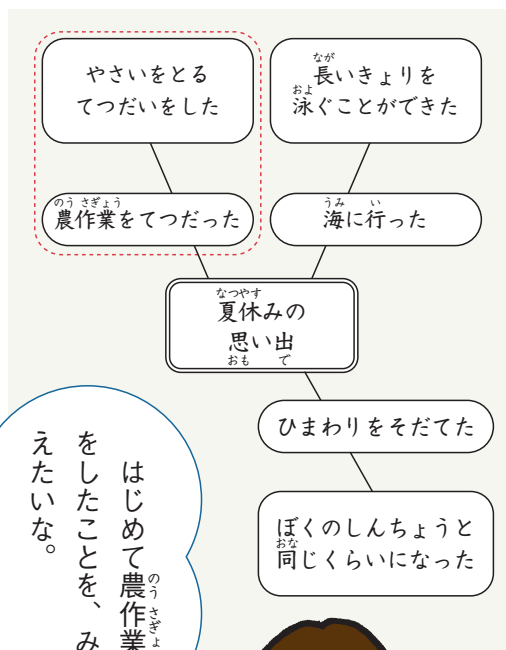 やさいをとる
てつだいをした
長いきょりを
泳ぐことができた
農作業をてつだった
海に行った
夏休みの
思い出
ひまわりをそだてた
ぼくのしんちょうと
同じくらいになった
はじめて農作業
をしたことを、み
えたいな。